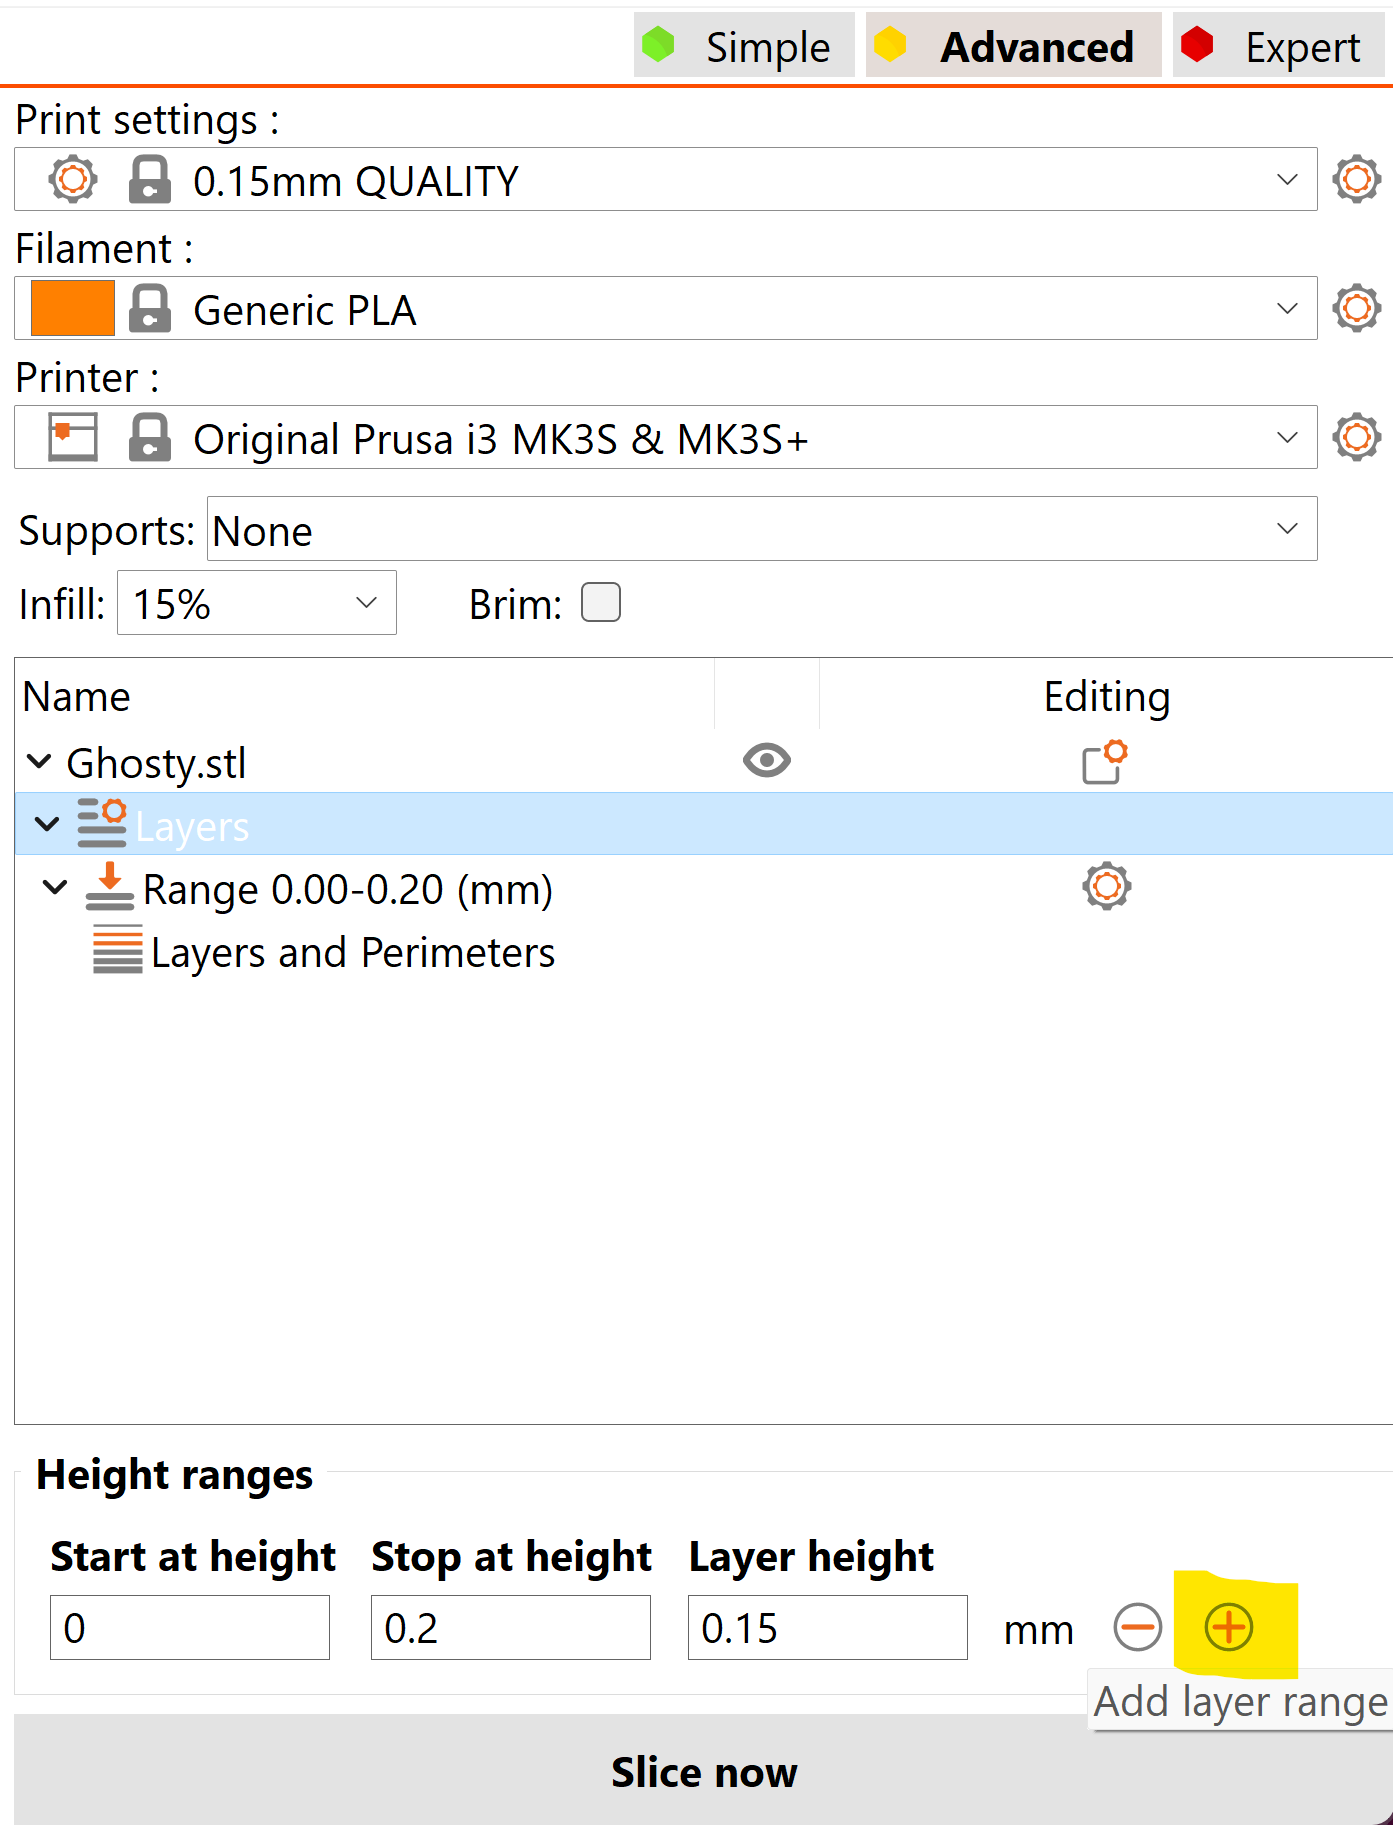 Simple Advanced Expert
Print settings :
0.15mm QUALITY
Filament :
Generic PLA
Printer :
Original Prusa i3 MK3S & MK3S+
Supports: None
Infill: 15% Brim:
Name Editing
Ghosty.stl
Layers
Range 0.00-0.20 (mm)
Layers and Perimeters
Height ranges
Start at height Stop at height Layer height
0 0.2 0.15 mm
Add layer range
Slice now